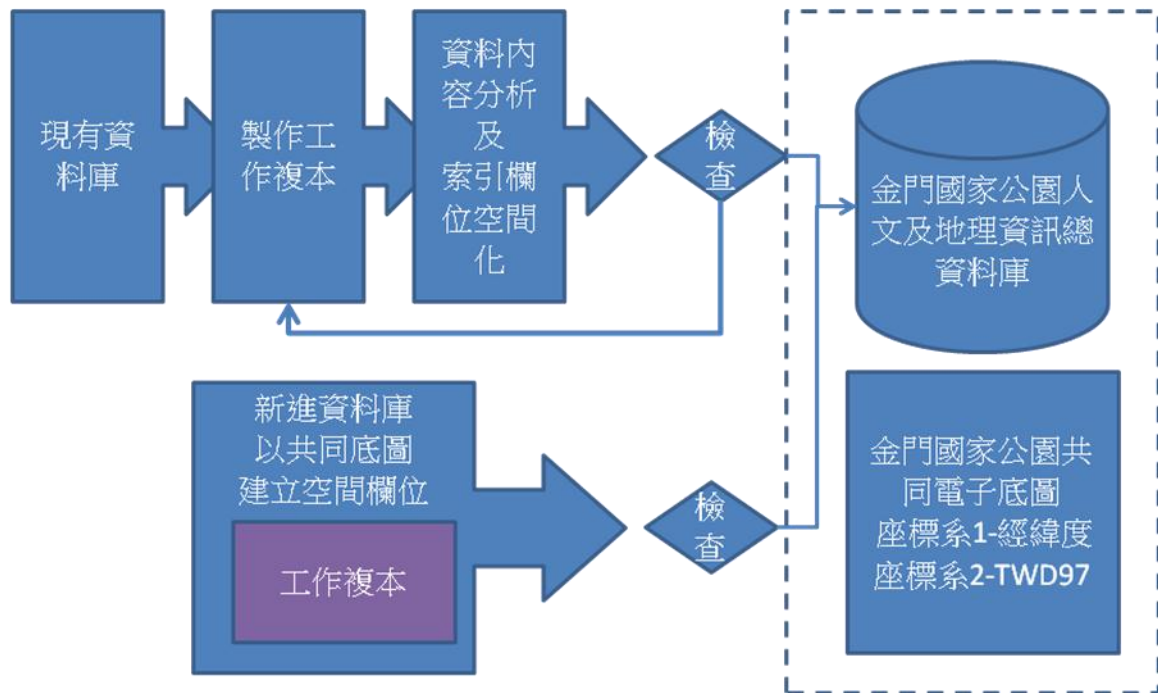 現有資
料庫
製作工
作複本
資料內
容分析
及
索引欄
位空間
化
檢
查
金門國家公園人
文及地理資訊總
資料庫
新進資料庫
以共同底圖
建立空間欄位
工作複本
檢
查
金門國家公園共
同電子底圖
座標系1-經緯度
座標系2-TWD97